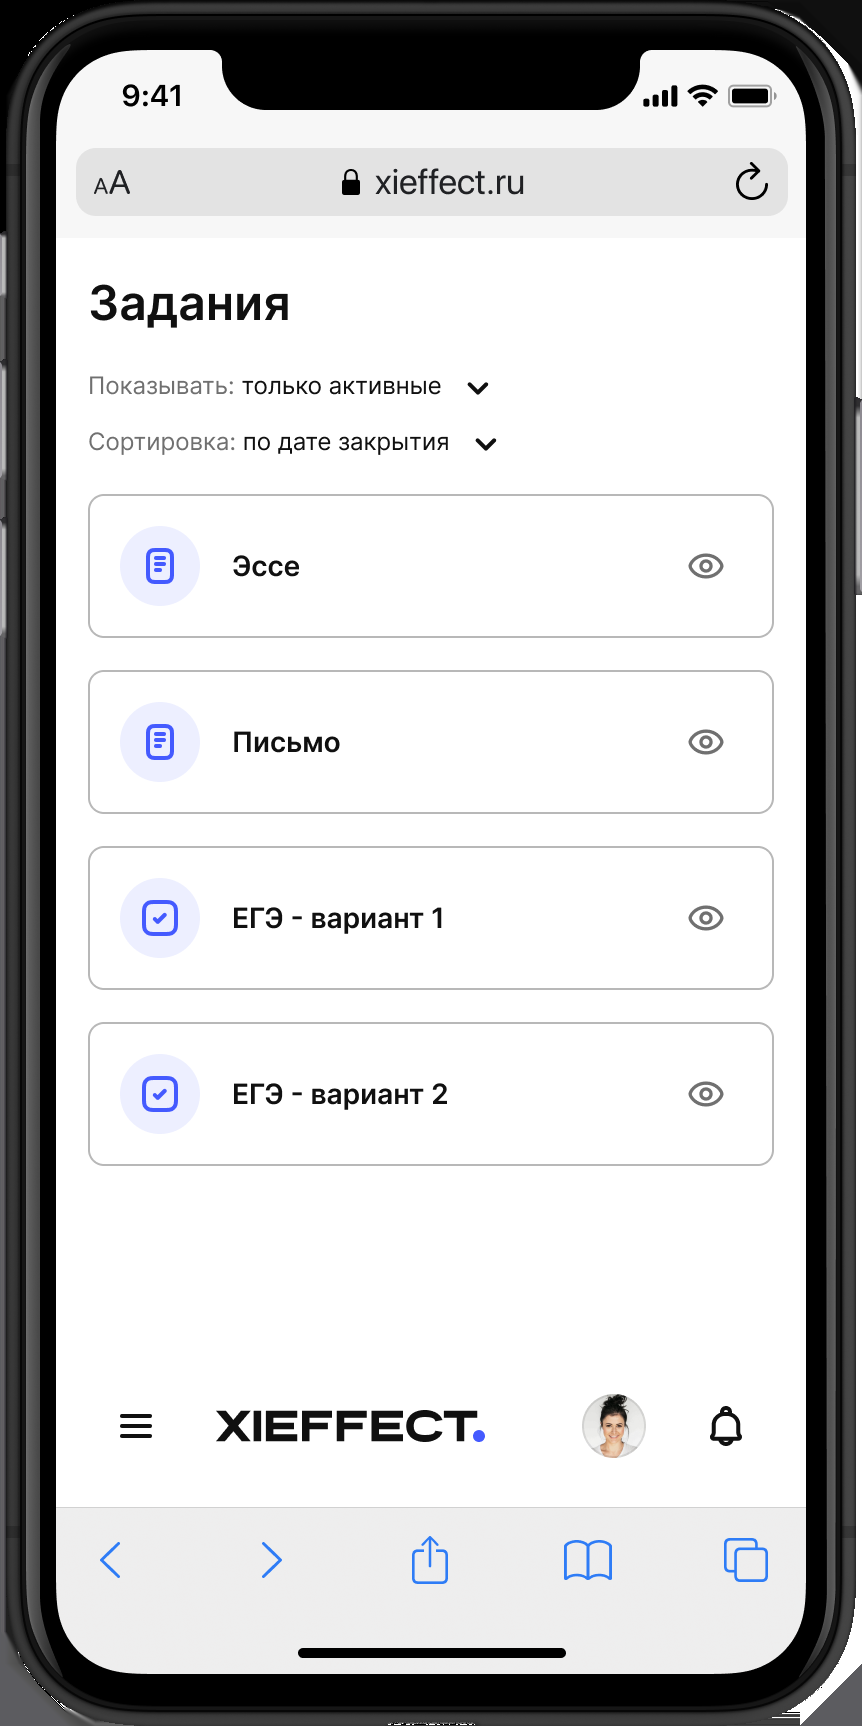 9:41
AA
xieffect.ru
Задания
Показывать: только активные
Сортировка: по дате закрытия
Эссе
Письмо
ЕГЭ - вариант 1
ЕГЭ - вариант 2
XIEFFECT.